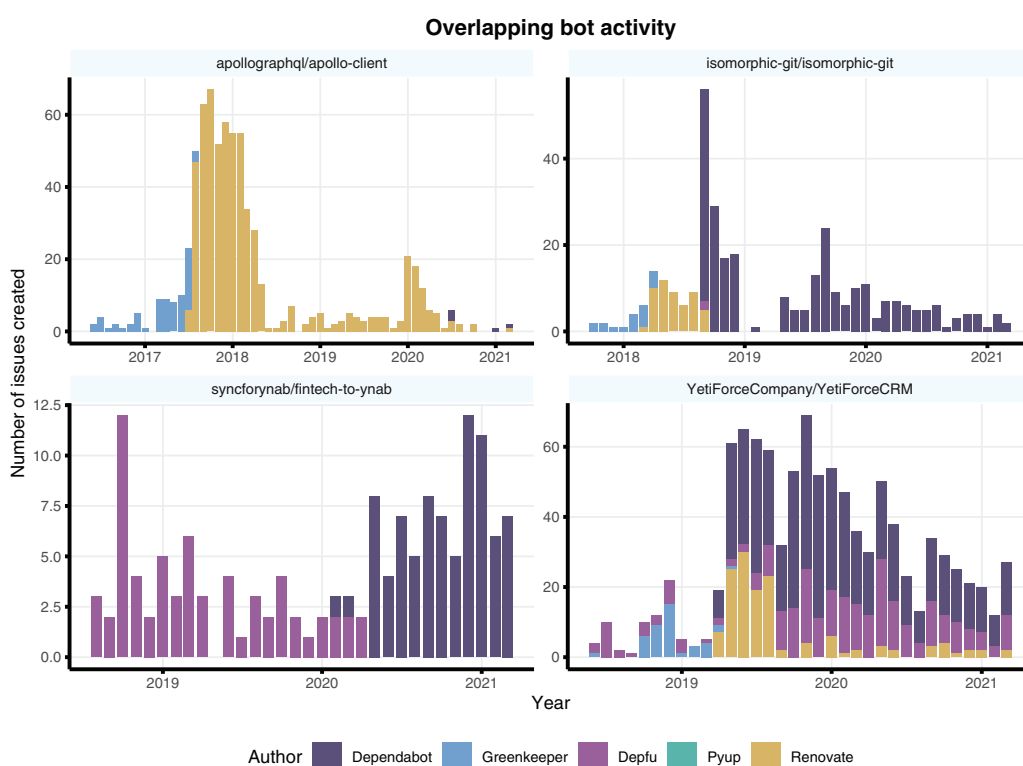 Overlapping bot activity
apollographql/apollo-client
isomorphic-git/isomorphic-git
60
40
20
0
2017 2018 2019 2020 2021
40
20
0
2018 2019 2020 2021
Number of issues created
syncforynab/fintech-to-ynab
YetiForceCompany/YetiForceCRM
12.5
10.0
7.5
5.0
2.5
0.0
2019 2020 2021
60
40
20
0
2019 2020 2021
Year
Author Dependabot Greenkeeper Depfu Pyup Renovate